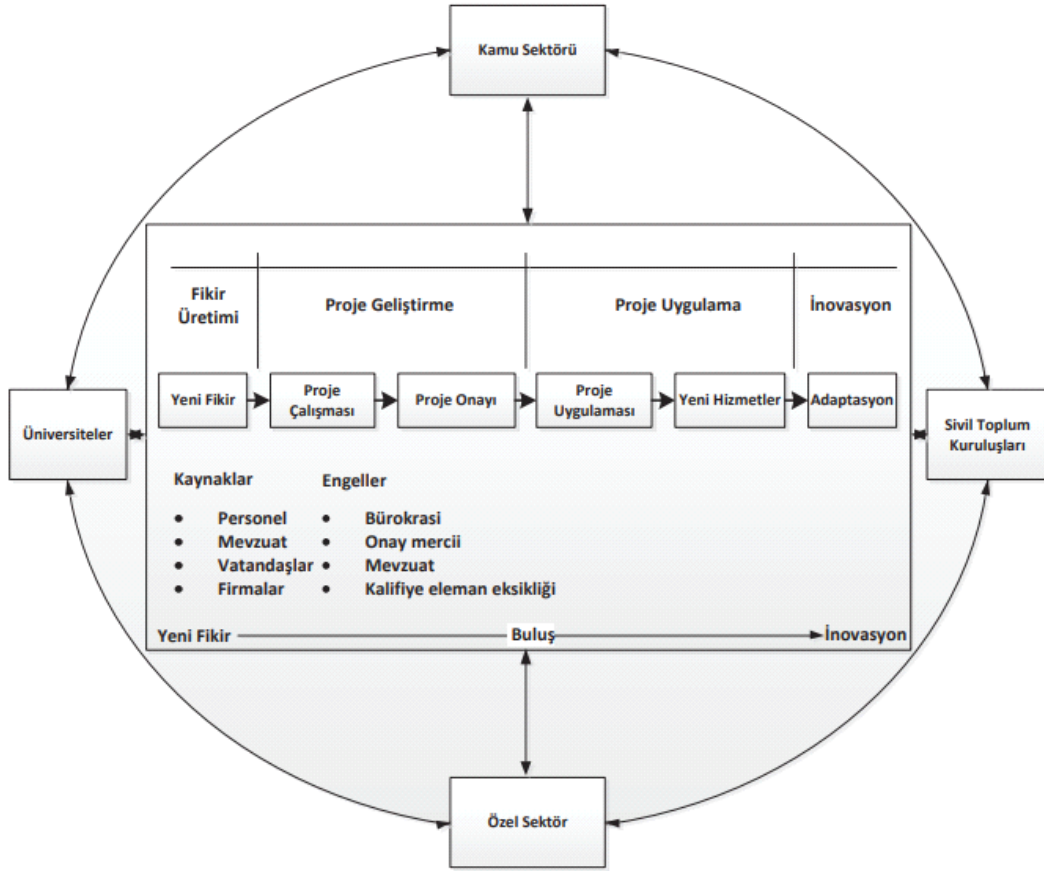 Kamu Sektörü
Fikir
Üretimi
Proje Geliştirme
Proje Uygulama
İnovasyon
Yeni Fikir
Proje
Çalışması
Proje Onayı
Proje
Uygulaması
Yeni Hizmetler
Adaptasyon
Üniversiteler
Sivil Toplum
Kuruluşları
Kaynaklar
• Personel
• Mevzuat
• Vatandaşlar
• Firmalar
Engeller
• Bürokrasi
• Onay mercii
• Mevzuat
• Kalifiye eleman eksikliği
Yeni Fikir
Buluş
İnovasyon
Özel Sektör